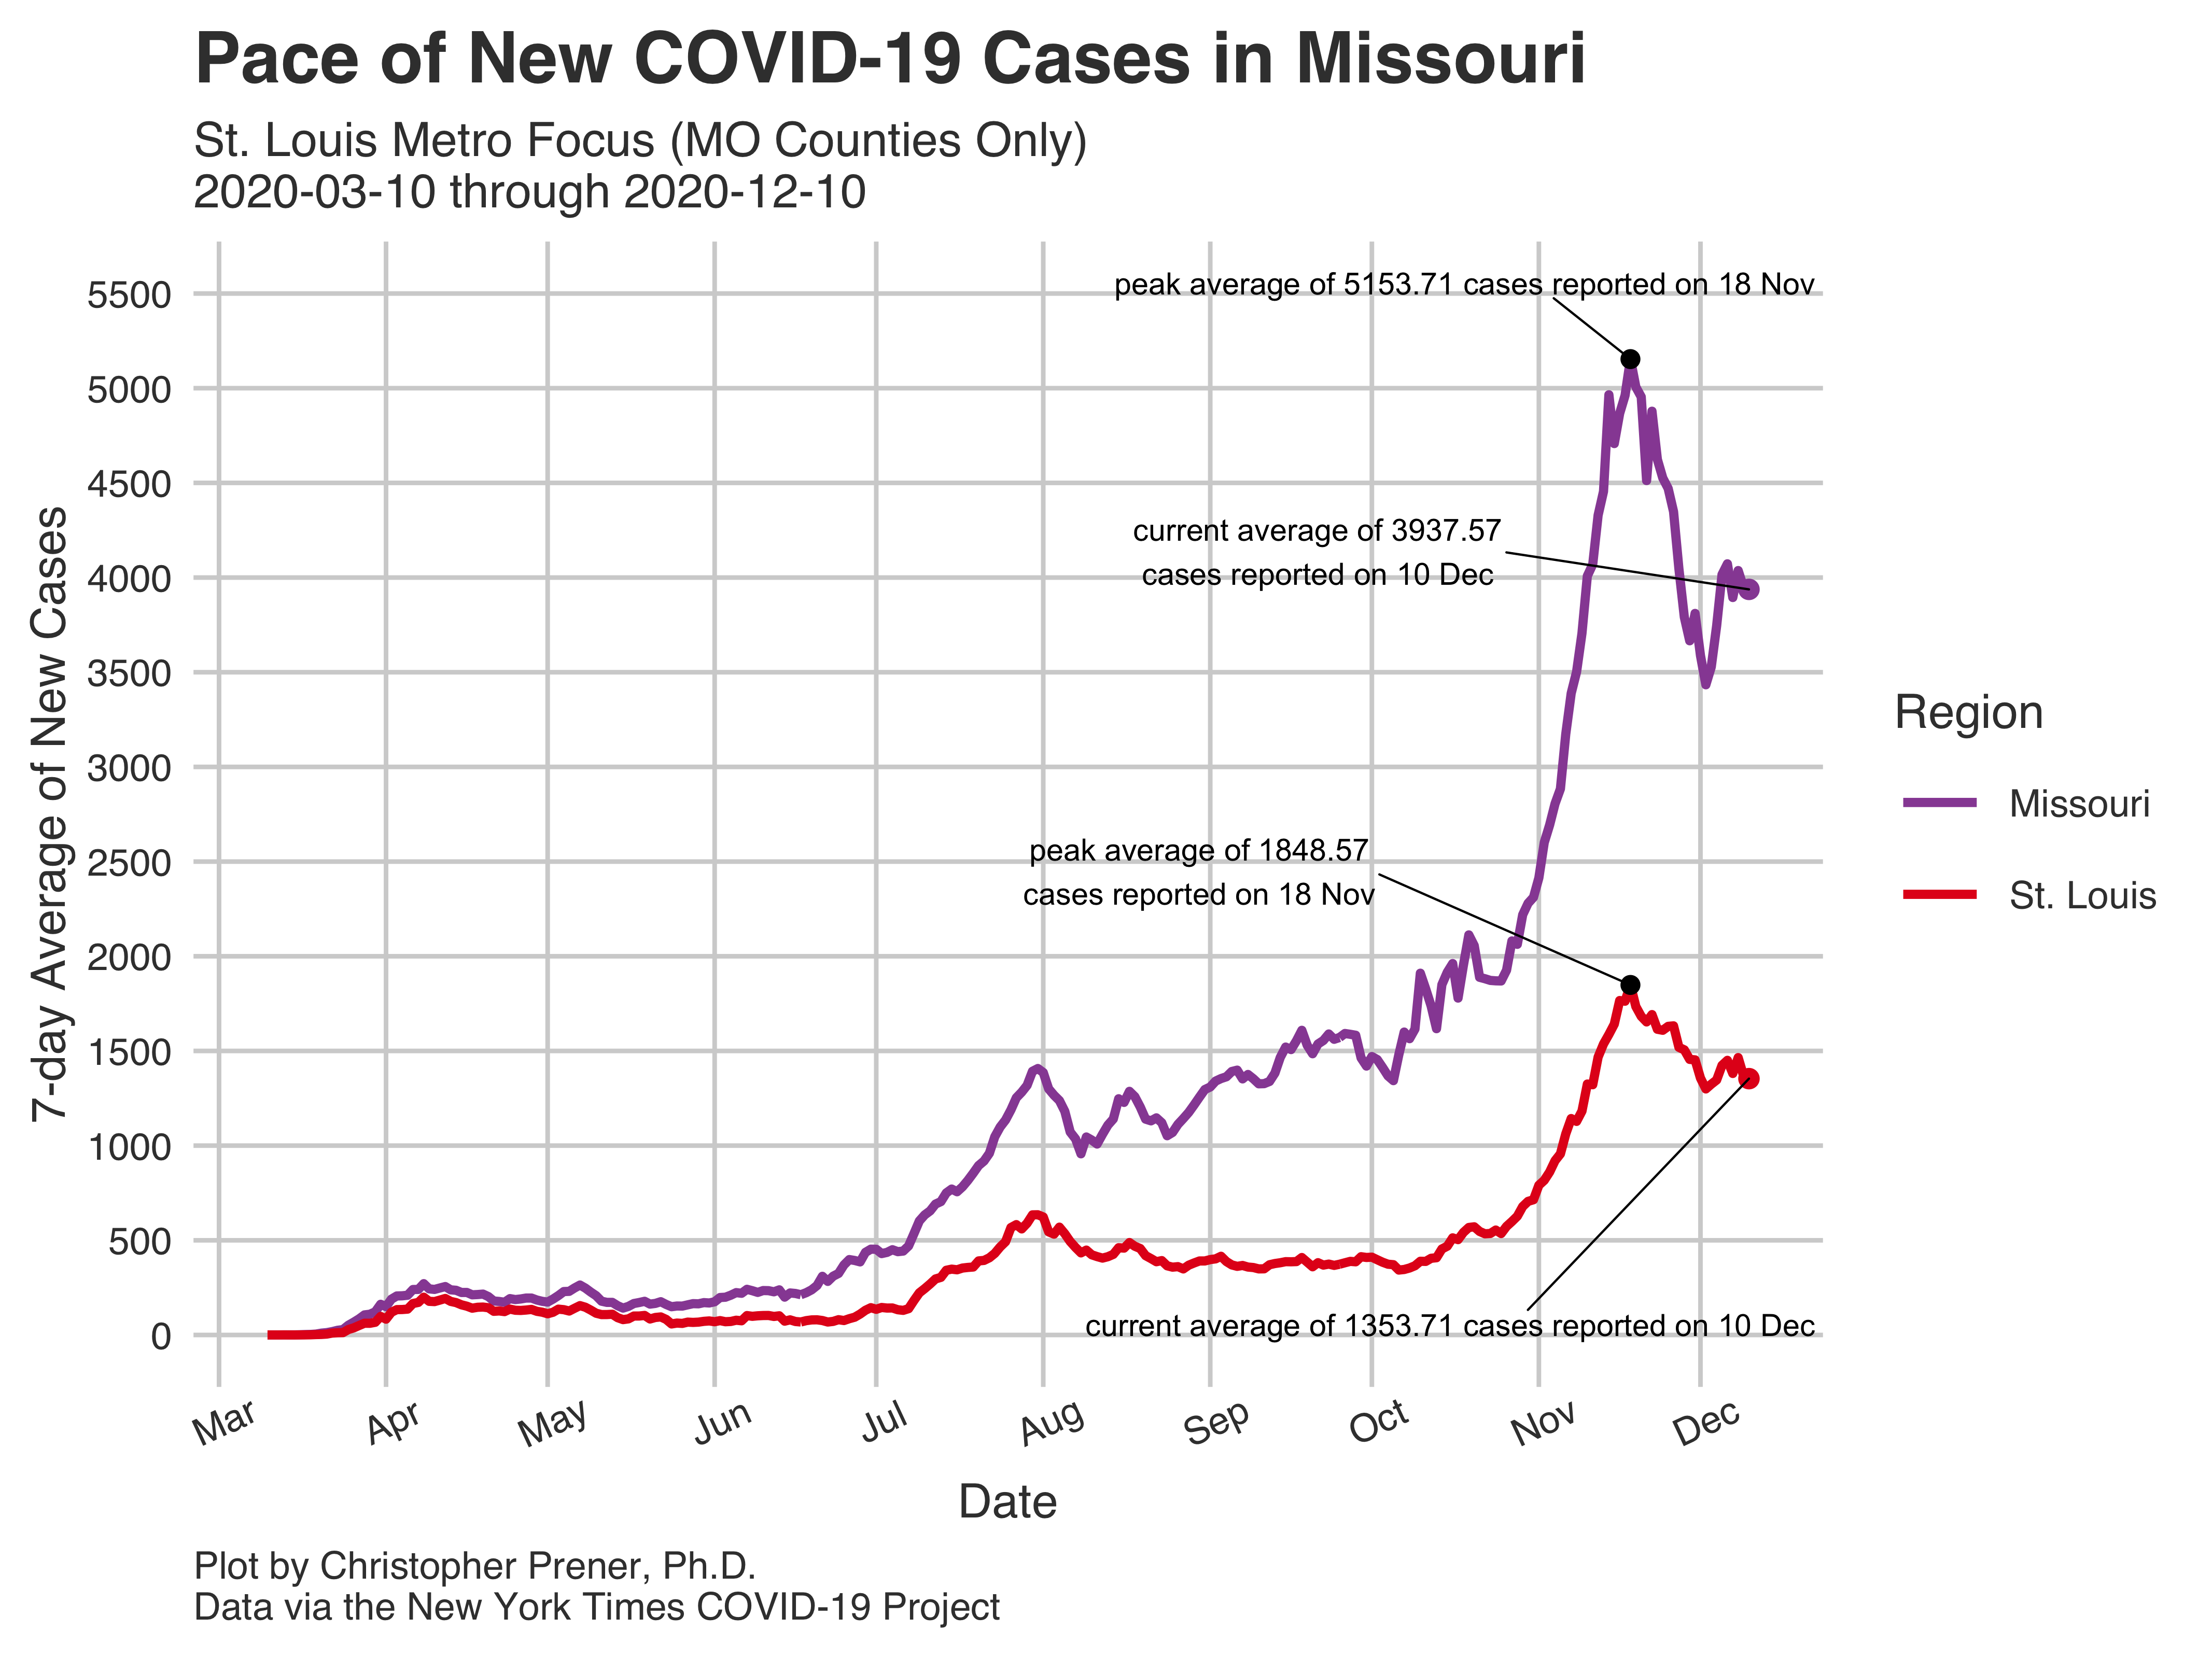 Pace of New COVID-19 Cases in Missouri
St. Louis Metro Focus (MO Counties Only)
2020-03-10 through 2020-12-10
7-day Average of New Cases
5500
5000
4500
4000
3500
3000
2500
2000
1500
1000
500
0
peak average of 5153.71 cases reported on 18 Nov
current average of 3937.57
cases reported on 10 Dec
peak average of 1848.57
cases reported on 18 Nov
current average of 1353.71 cases reported on 10 Dec
Region
Missouri
St. Louis
Mar Apr May Jun Jul Aug Sep Oct Nov Dec
Date
Plot by Christopher Prener, Ph.D.
Data via the New York Times COVID-19 Project